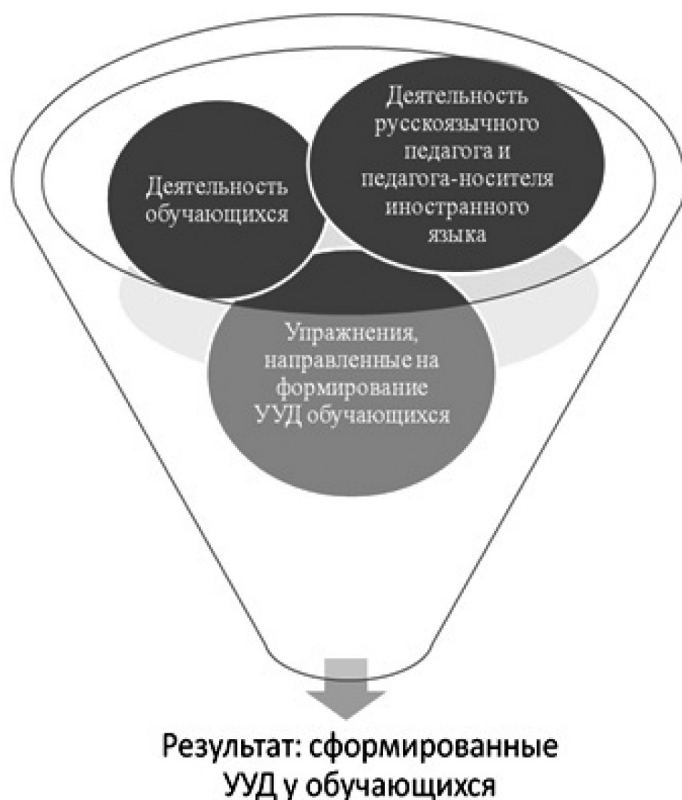 Деятельность
обучающихся
Деятельность
русскоязычного
педагога и
педагога-носителя
иностранного
языка
Упражнения,
направленные на
формирование
УУД обучающихся
Результат: сформированные
УУД у обучающихся